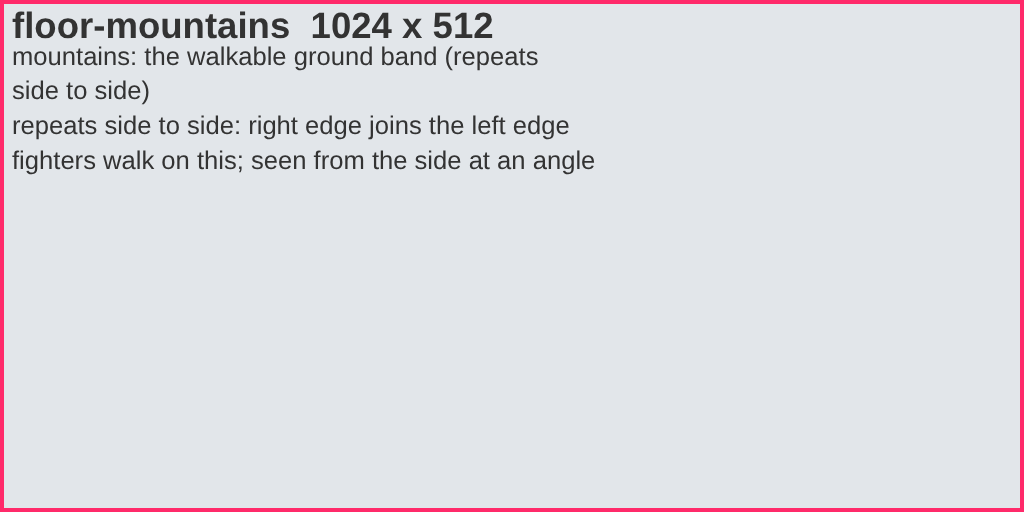 floor-mountains  1024 x 512
mountains: the walkable ground band (repeats
side to side)
repeats side to side: right edge joins the left edge
fighters walk on this; seen from the side at an angle